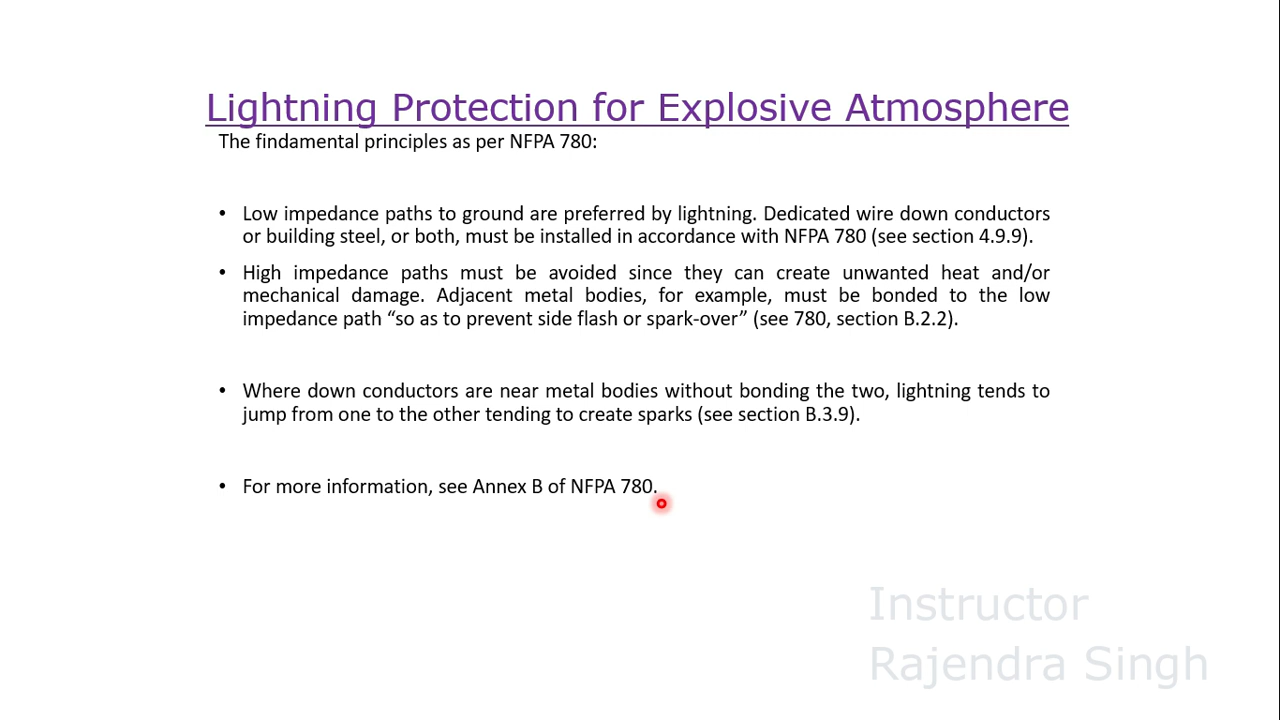 Lightning Protection for Explosive Atmosphere
The findamental principles as per NFPA 780:
• Low impedance paths to ground are preferred by lightning. Dedicated wire down conductors
or building steel, or both, must be installed in accordance with NFPA 780 (see section 4.9.9).
• High impedance paths must be avoided since they can create unwanted heat and/or
mechanical damage. Adjacent metal bodies, for example, must be bonded to the low
impedance path “so as to prevent side flash or spark-over” (see 780, section B.2.2).
• Where down conductors are near metal bodies without bonding the two, lightning tends to
jump from one to the other tending to create sparks (see section B.3.9).
• For more information, see Annex B of NFPA 780.
Instructor
Rajendra Singh